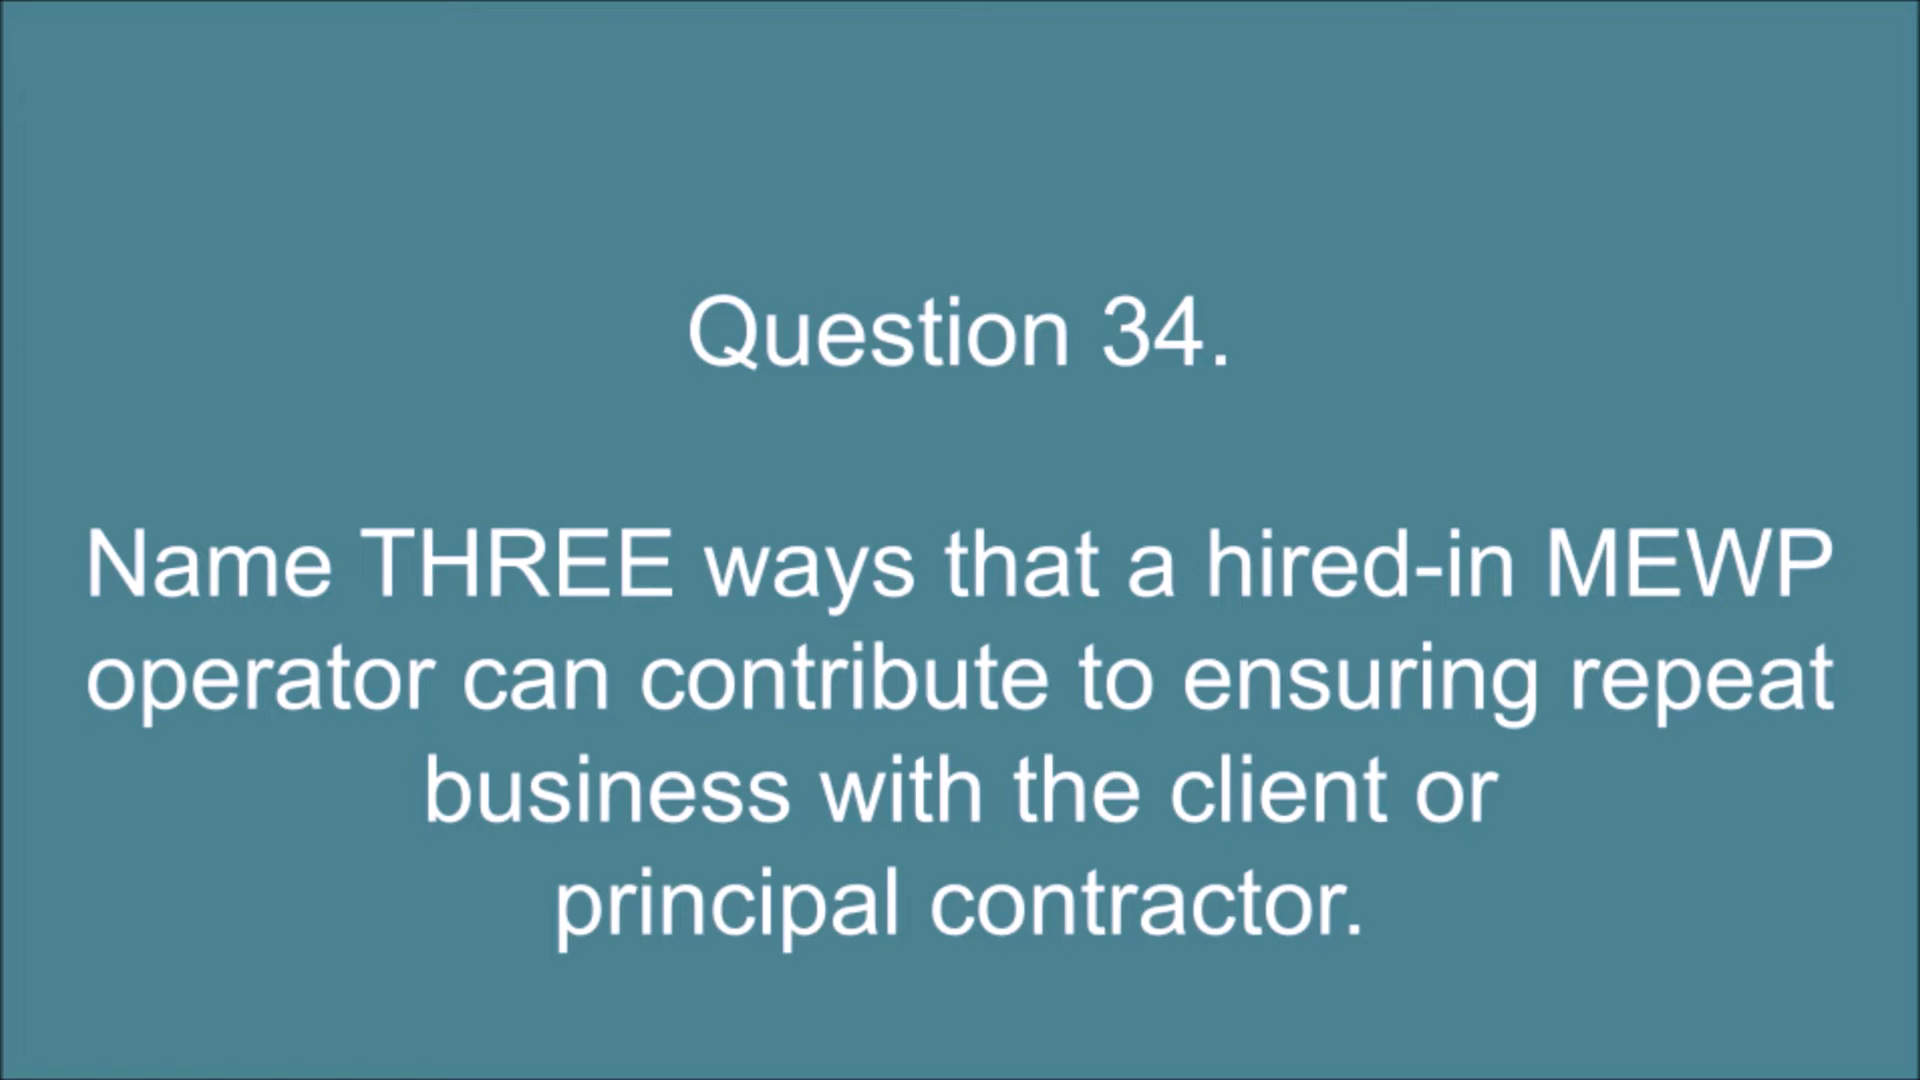 Question 34.
Name THREE ways that a hired-in MEWP
operator can contribute to ensuring repeat
business with the client or
principal contractor.